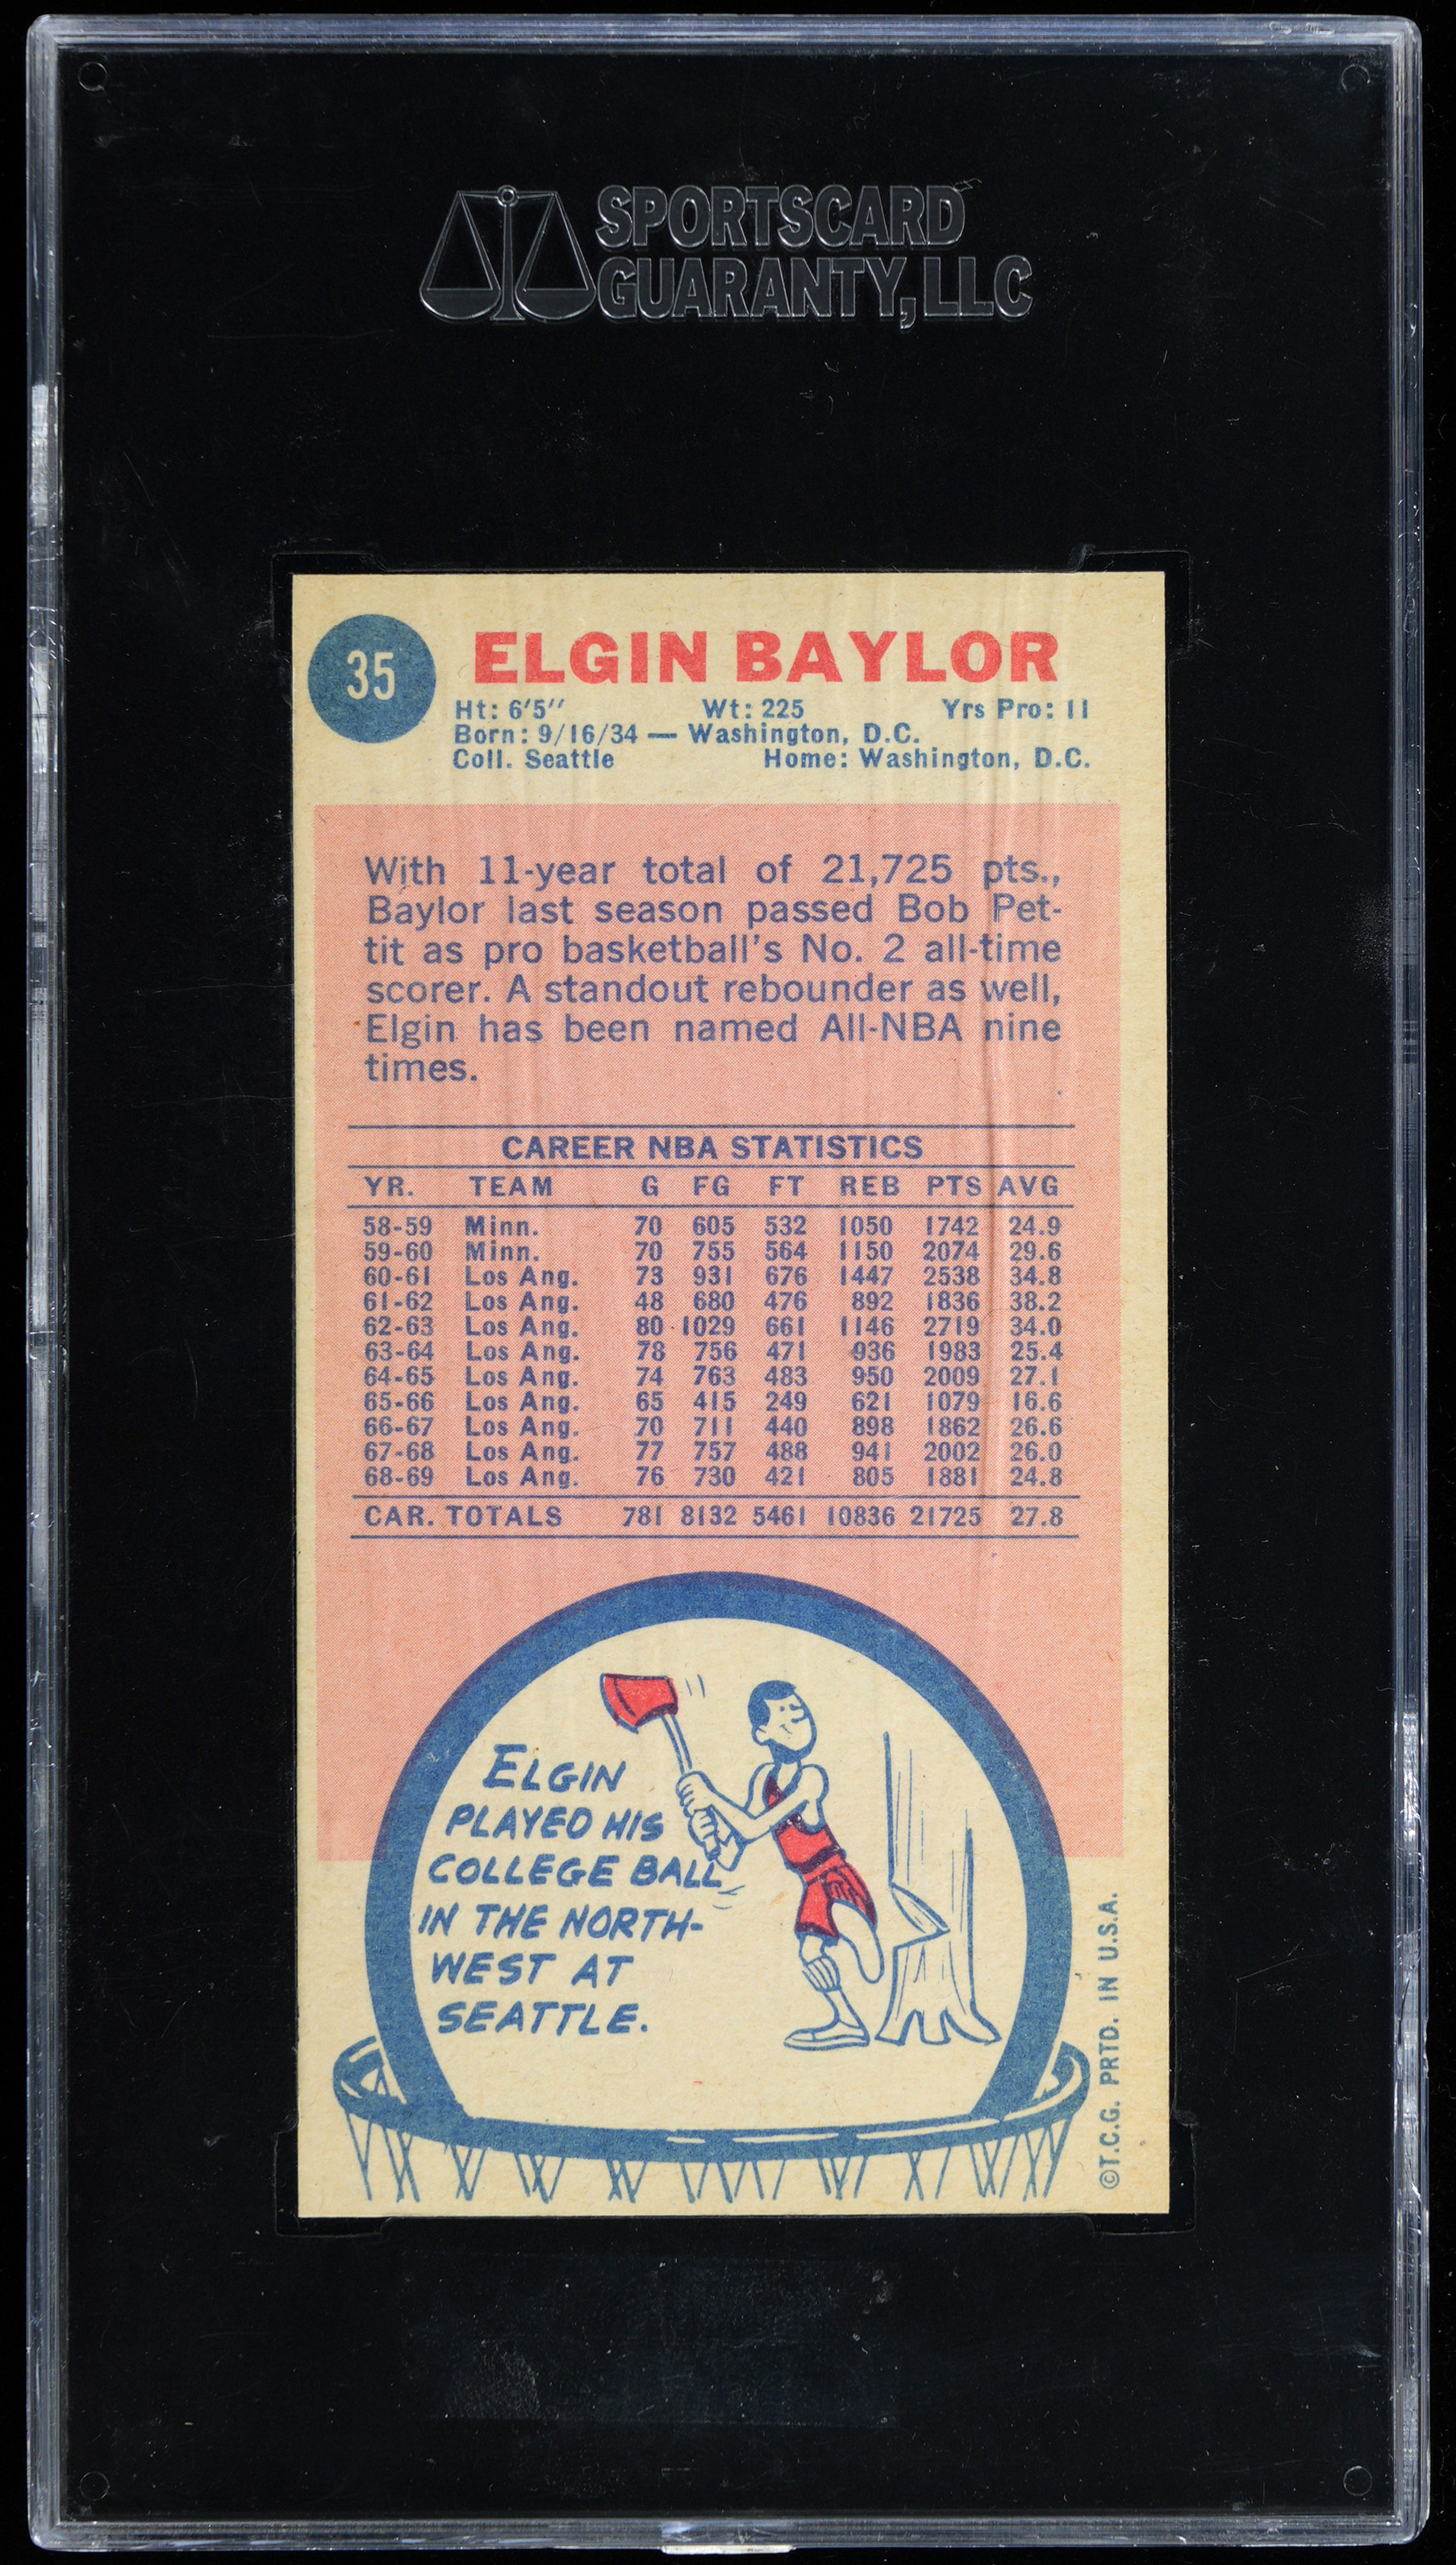 SPORTSCARD
GUARANTY, LLC
35
ELGIN BAYLOR
Ht: 6'5'' Wt: 225 Yrs Pro: 11
Born: 9/16/34 — Washington, D.C.
Coll. Seattle Home: Washington, D.C.
With 11-year total of 21,725 pts.,
Baylor last season passed Bob Pet-
tit as pro basketball's No. 2 all-time
scorer. A standout rebounder as well,
Elgin has been named All-NBA nine
times.
CAREER NBA STATISTICS
YR. TEAM G FG FT REB PTS AVG
58-59 Minn. 70 605 532 1050 1742 24.9
59-60 Minn. 70 755 564 1150 2074 29.6
60-61 Los Ang. 73 931 676 1447 2538 34.8
61-62 Los Ang. 48 680 476 892 1836 38.2
62-63 Los Ang. 80 1029 661 1146 2719 34.0
63-64 Los Ang. 78 756 471 936 1983 25.4
64-65 Los Ang. 74 763 483 950 2009 27.1
65-66 Los Ang. 65 415 249 621 1079 16.6
66-67 Los Ang. 70 711 440 898 1862 26.6
67-68 Los Ang. 77 757 488 941 2002 26.0
68-69 Los Ang. 76 730 421 805 1881 24.8
CAR. TOTALS 781 8132 5461 10836 21725 27.8
ELGIN
PLAYED HIS
COLLEGE BALL
IN THE NORTH-
WEST AT
SEATTLE.
©T.C.G. PRTD. IN U.S.A.